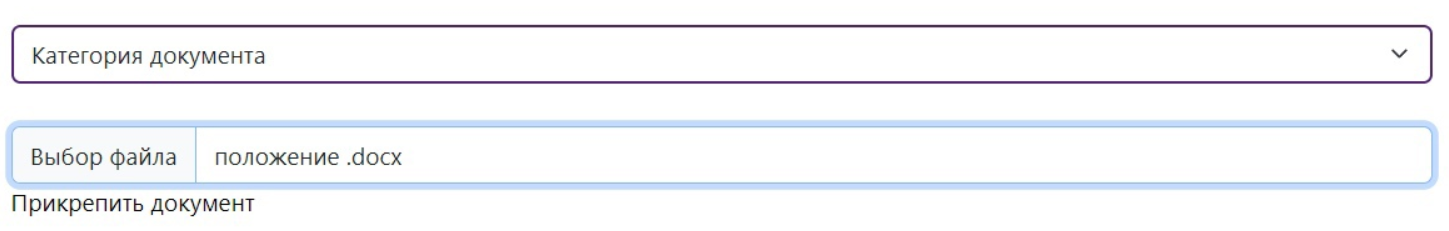 Категория документа
Выбор файла положение .docx
Прикрепить документ